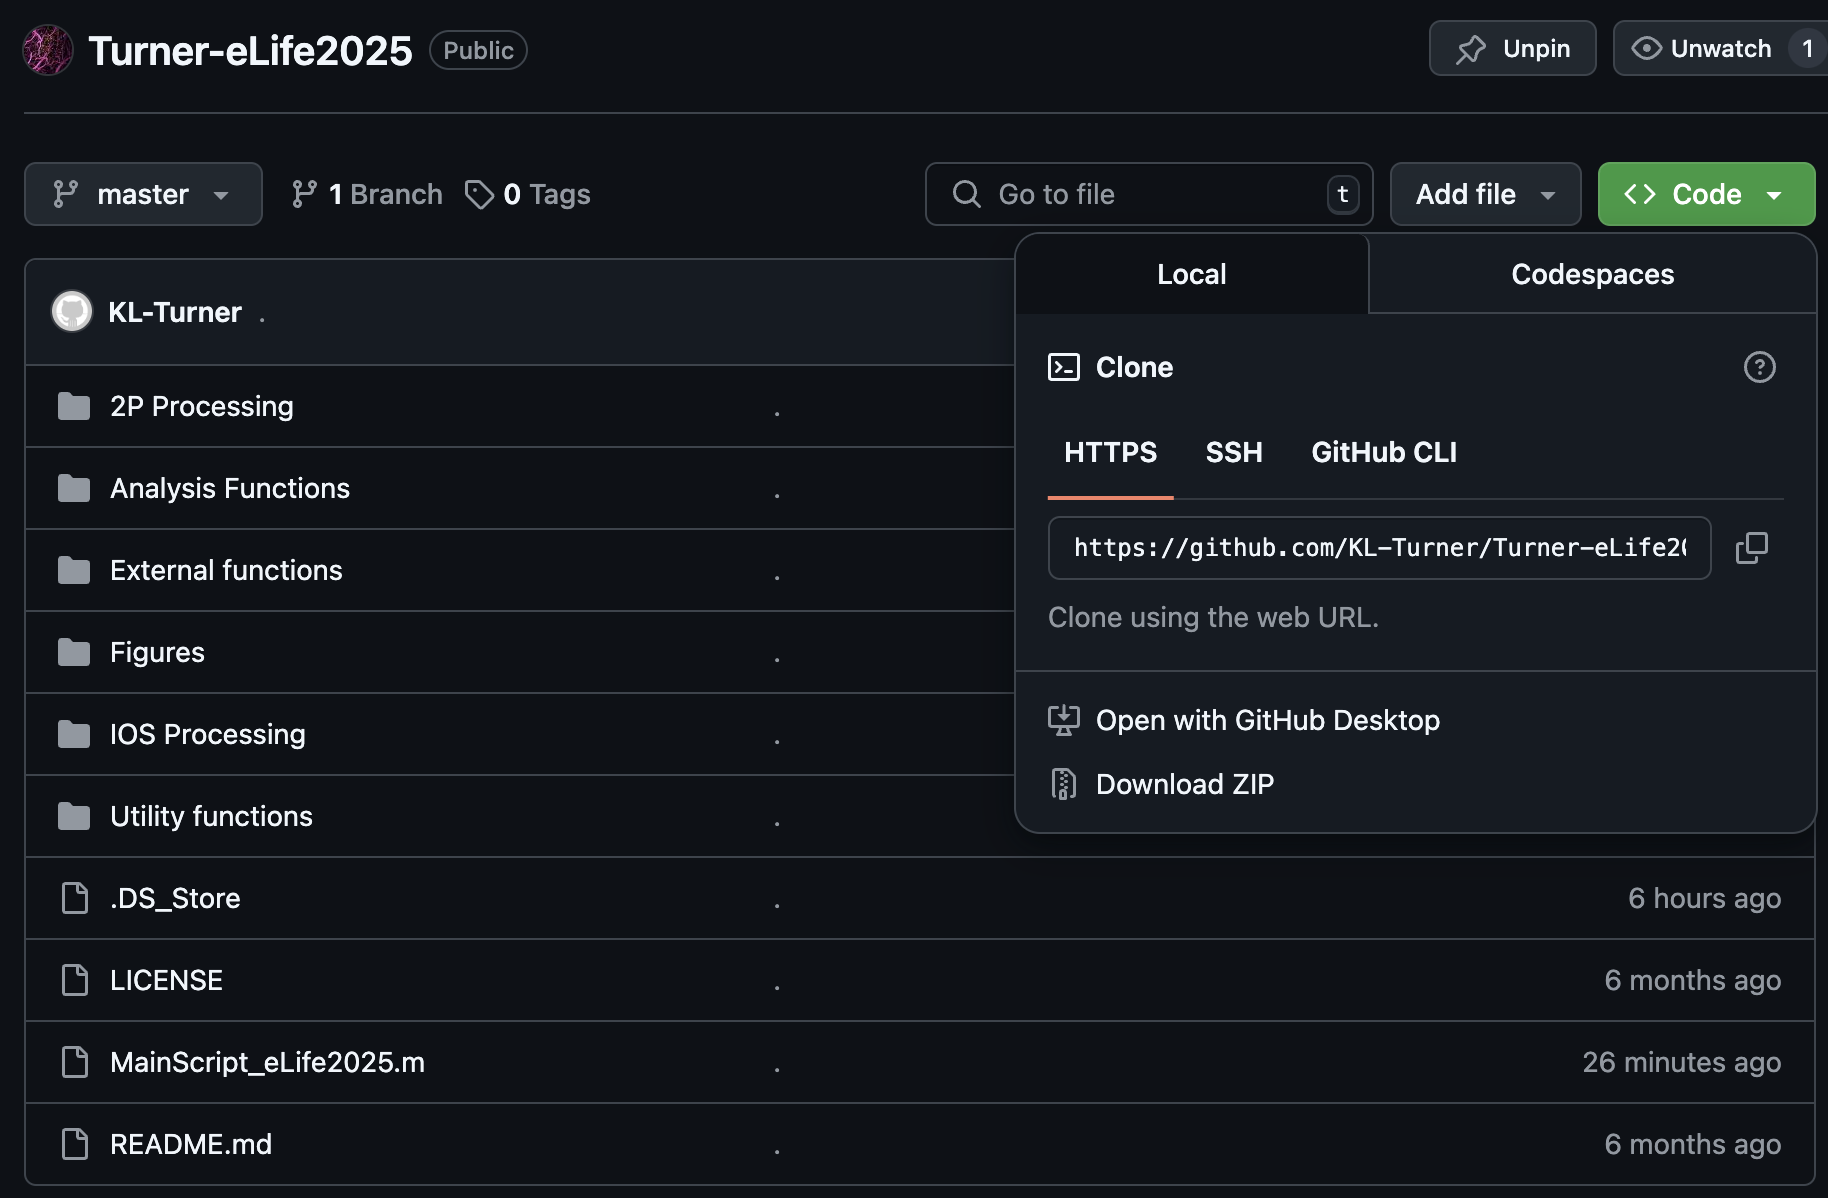 Turner-eLife2025 Public Unpin Unwatch 1
master 1 Branch 0 Tags Go to file t Add file Code
Local Codespaces
KL-Turner .
Clone
2P Processing .
HTTPS SSH GitHub CLI
Analysis Functions .
https://github.com/KL-Turner/Turner-eLife20
External functions .
Clone using the web URL.
Figures .
Open with GitHub Desktop
IOS Processing .
Download ZIP
Utility functions .
.DS_Store . 6 hours ago
LICENSE . 6 months ago
MainScript_eLife2025.m . 26 minutes ago
README.md . 6 months ago